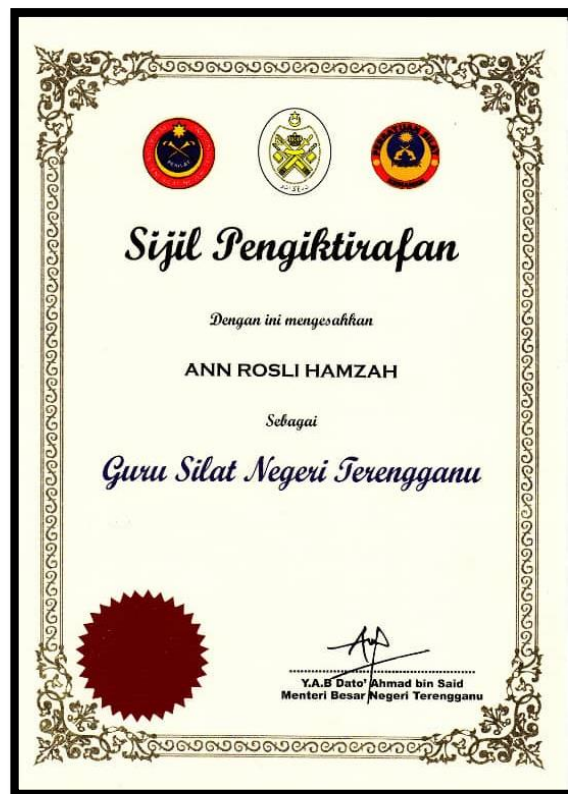 PESILAT
Sijil Pengiktirafan
Dengan ini mengesahkan
ANN ROSLI HAMZAH
Sebagai
Guru Silat Negeri Terengganu
Y.A.B Dato' Ahmad bin Said
Menteri Besar Negeri Terengganu